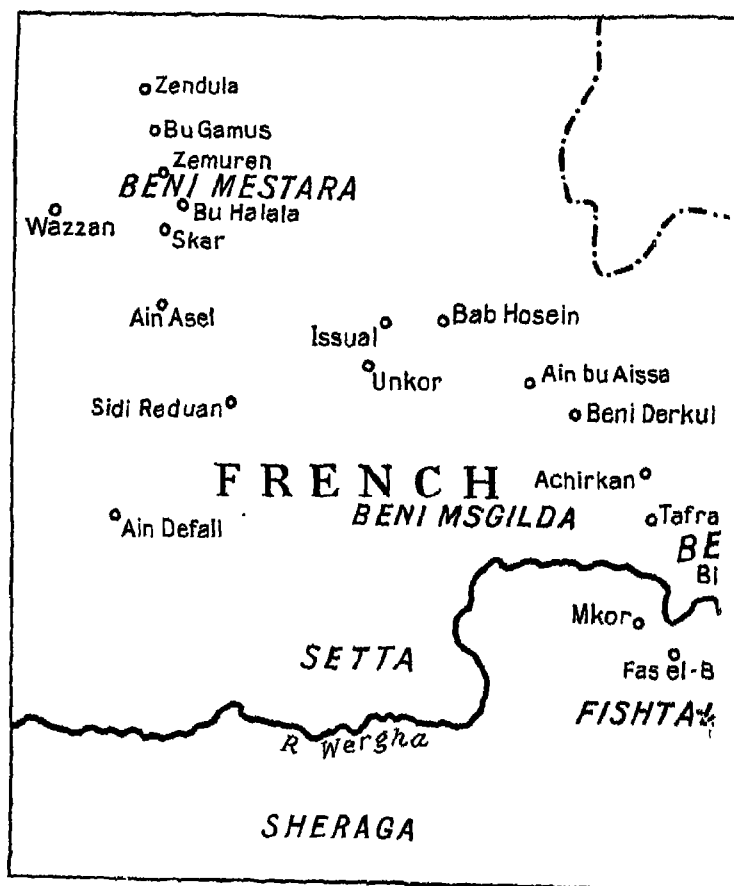 Zendula
Bu Gamus
Zemuren
BENI MESTARA
Bu Halala
Wazzan
Skar
Ain Asel
Bab Hosein
Issual
Unkor
Ain bu Aissa
Sidi Reduan
Beni Derkul
FRENCH
Achirkan
BENI MSGILDA
Tafra
Ain Defali
BE
Bi
Mkor
SETTA
Fas el-B
FISHTA
R Wergha
SHERAGA